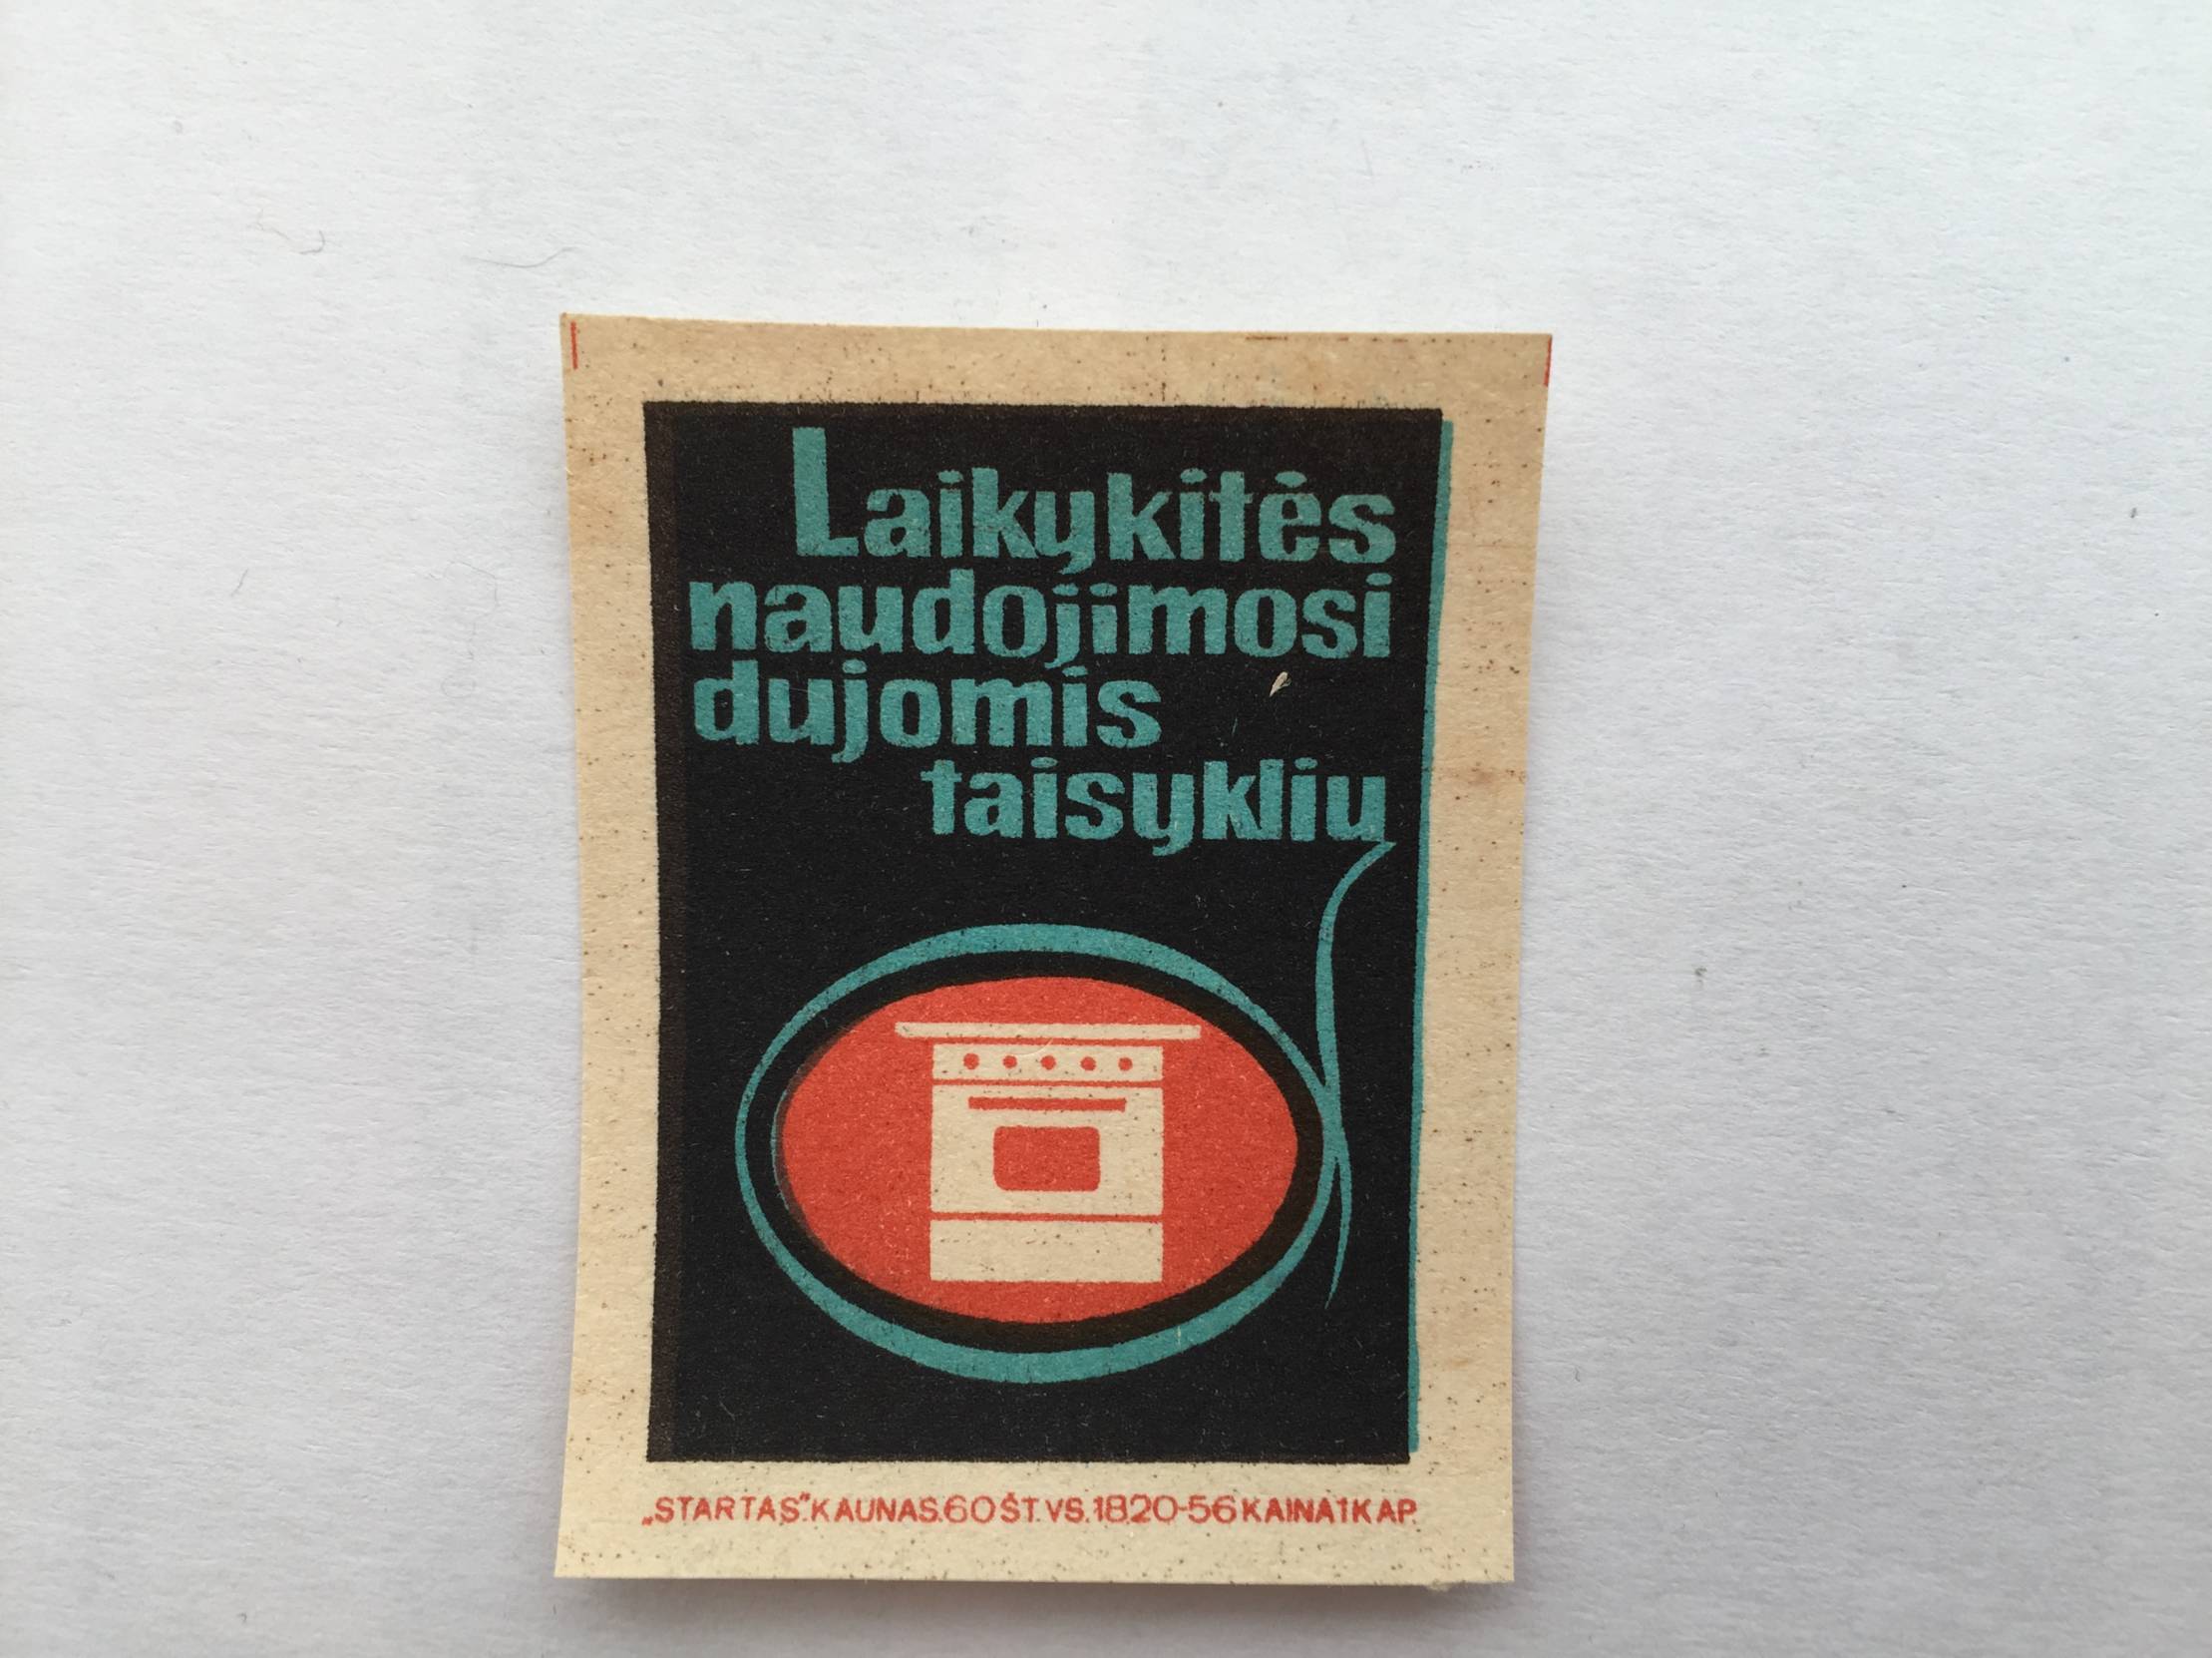 Laikykitės
naudojimosi
dujomis
taisyklių
„STARTAS”.KAUNAS.60 ŠT. VS.1820-56 KAINA 1 KAP.